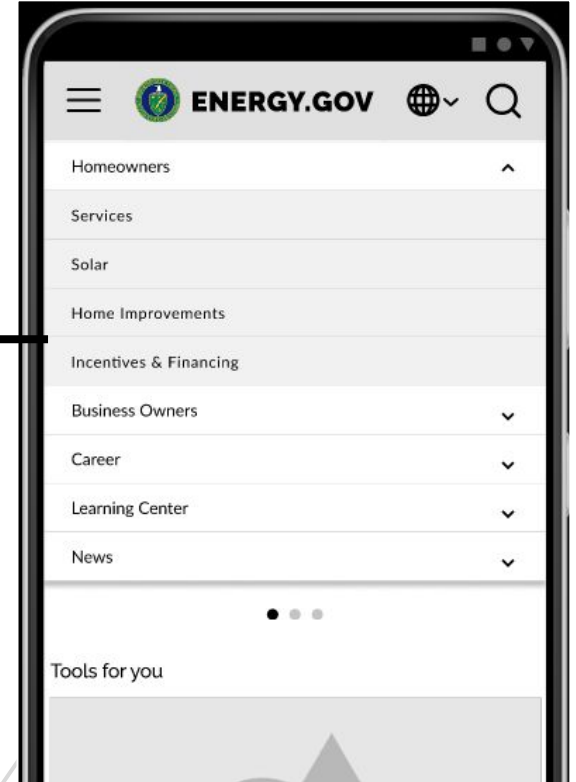 ENERGY.GOV
Homeowners
Services
Solar
Home Improvements
Incentives & Financing
Business Owners
Career
Learning Center
News
Tools for you